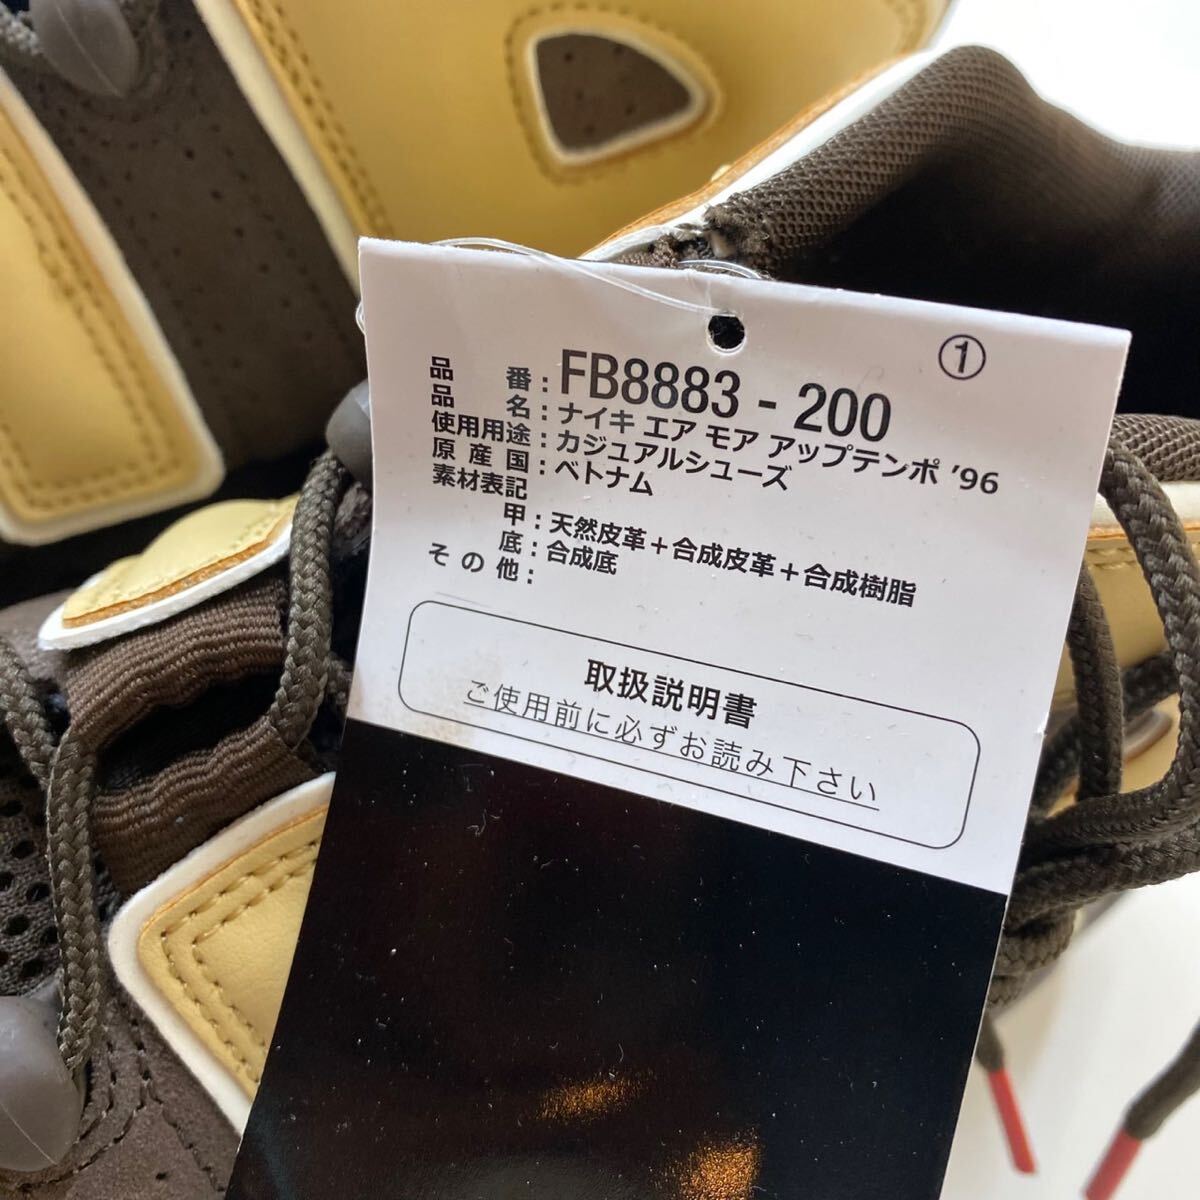 ①
品番:FB8883-200
品名:ナイキ エア モア アップテンポ '96
使用用途:カジュアルシューズ
原産国:ベトナム
素材表記
甲:天然皮革+合成皮革+合成樹脂
底:合成底
その他:
取扱説明書
ご使用前に必ずお読み下さい